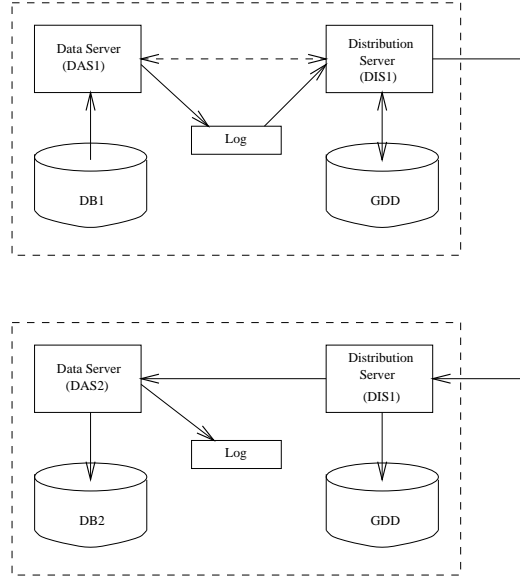 Data Server
(DAS1)
Distribution
Server
(DIS1)
Log
DB1
GDD
Data Server
(DAS2)
Distribution
Server
(DIS1)
Log
DB2
GDD